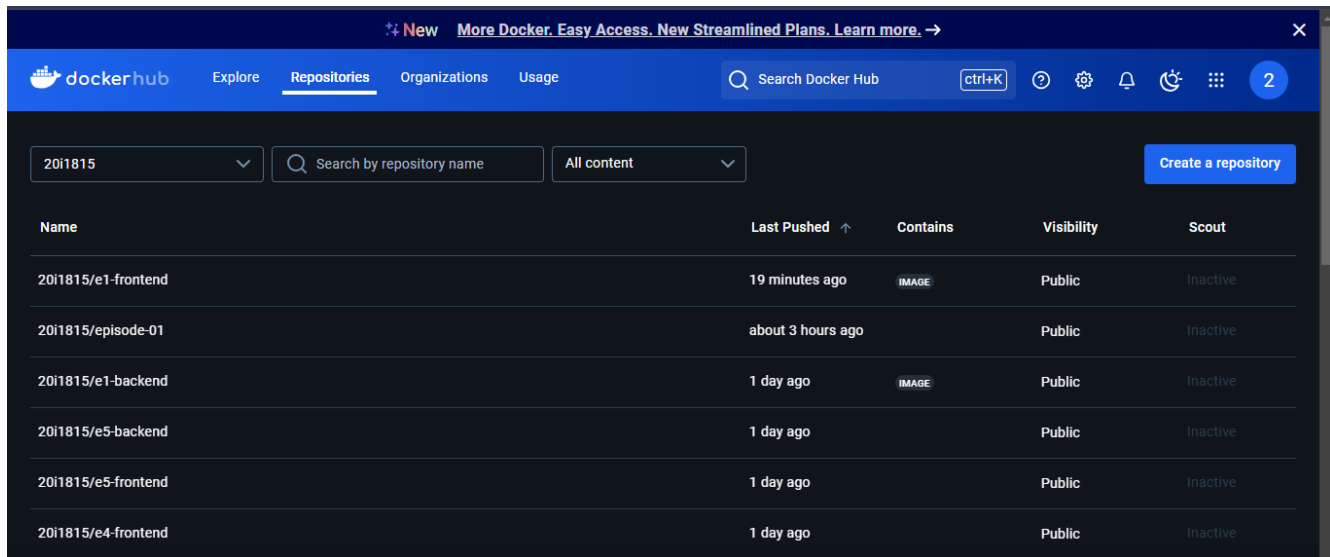 New More Docker. Easy Access. New Streamlined Plans. Learn more. →
dockerhub Explore Repositories Organizations Usage Search Docker Hub ctrl+K ? 2
20i1815 Search by repository name All content Create a repository
Name Last Pushed ↑ Contains Visibility Scout
20i1815/e1-frontend 19 minutes ago IMAGE Public Inactive
20i1815/episode-01 about 3 hours ago Public Inactive
20i1815/e1-backend 1 day ago IMAGE Public Inactive
20i1815/e5-backend 1 day ago Public Inactive
20i1815/e5-frontend 1 day ago Public Inactive
20i1815/e4-frontend 1 day ago Public Inactive